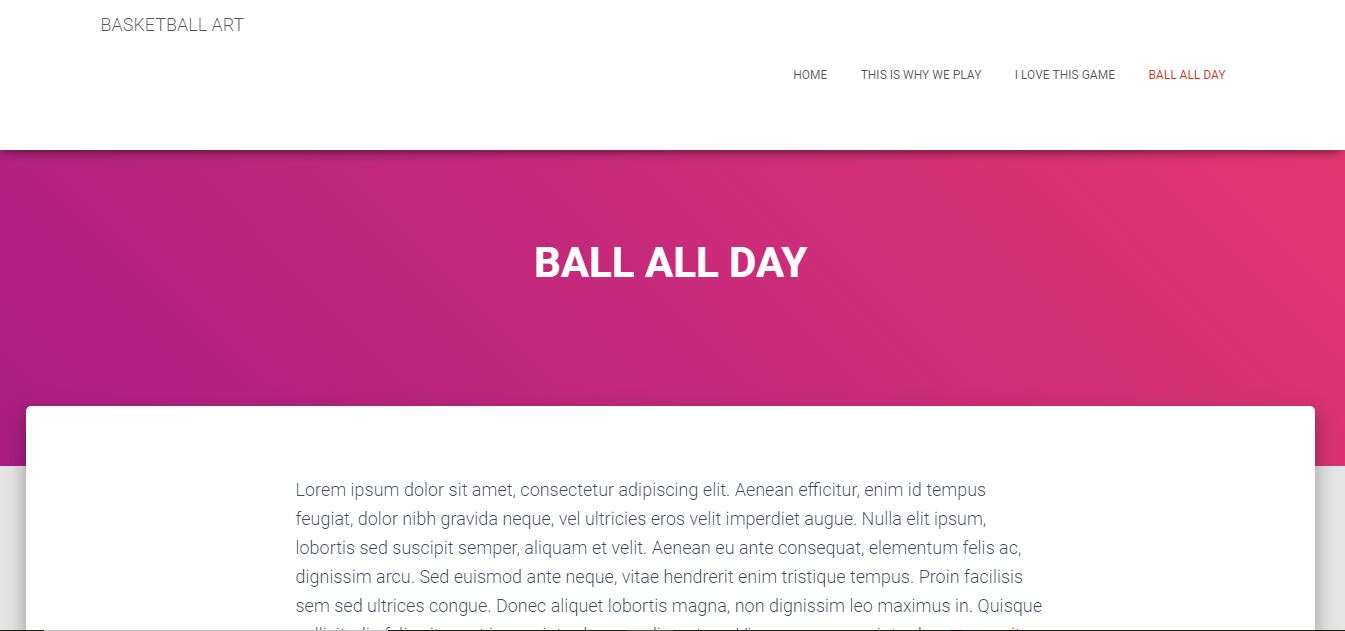 BASKETBALL ART
HOME THIS IS WHY WE PLAY I LOVE THIS GAME BALL ALL DAY
BALL ALL DAY
Lorem ipsum dolor sit amet, consectetur adipiscing elit. Aenean efficitur, enim id tempus
feugiat, dolor nibh gravida neque, vel ultricies eros velit imperdiet augue. Nulla elit ipsum,
lobortis sed suscipit semper, aliquam et velit. Aenean eu ante consequat, elementum felis ac,
dignissim arcu. Sed euismod ante neque, vitae hendrerit enim tristique tempus. Proin facilisis
sem sed ultrices congue. Donec aliquet lobortis magna, non dignissim leo maximus in. Quisque